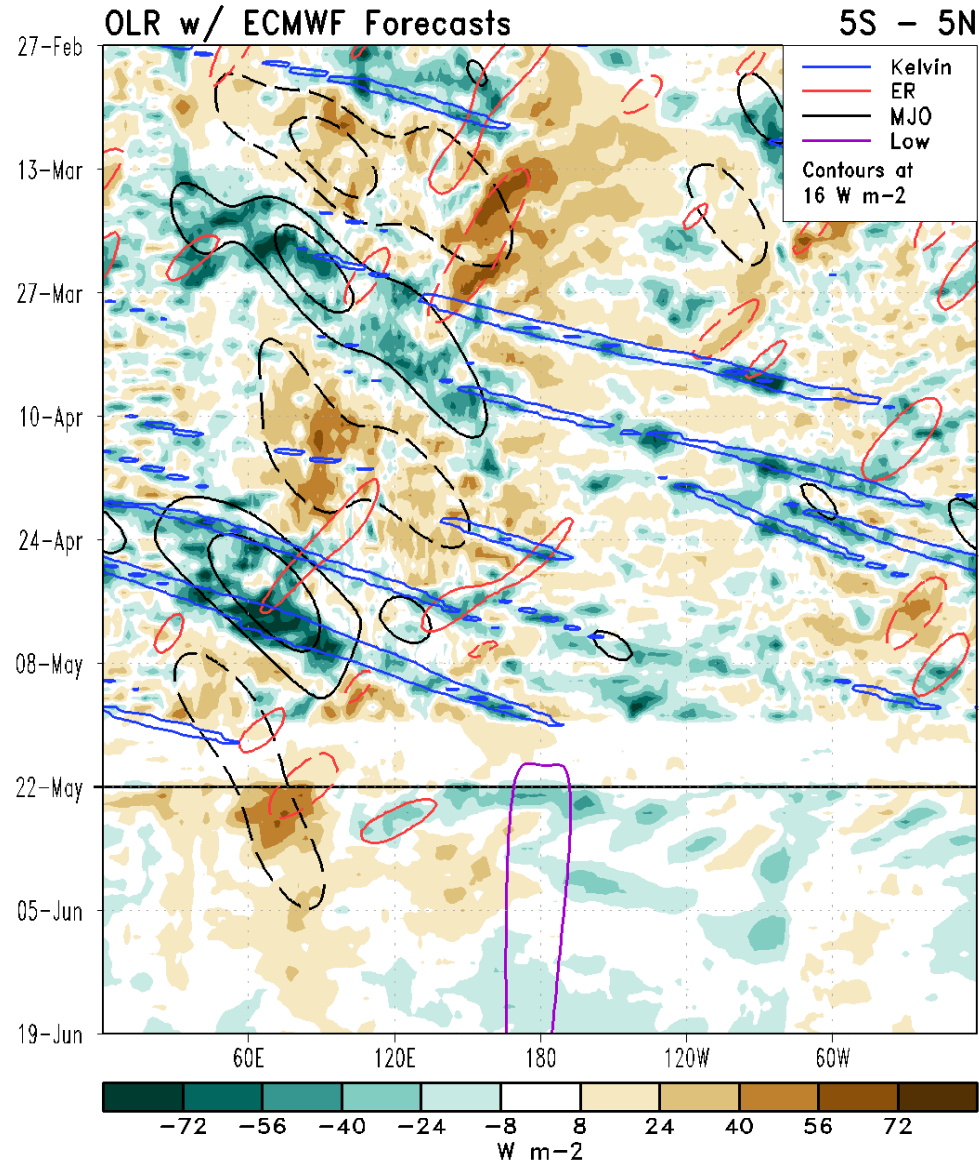 OLR w/ ECMWF Forecasts 5S - 5N
27-Feb
13-Mar
27-Mar
10-Apr
24-Apr
08-May
22-May
05-Jun
19-Jun
Kelvin
ER
MJO
Low
Contours at
16 W m-2
60E 120E 180 120W 60W
-72 -56 -40 -24 -8 8 24 40 56 72
W m-2